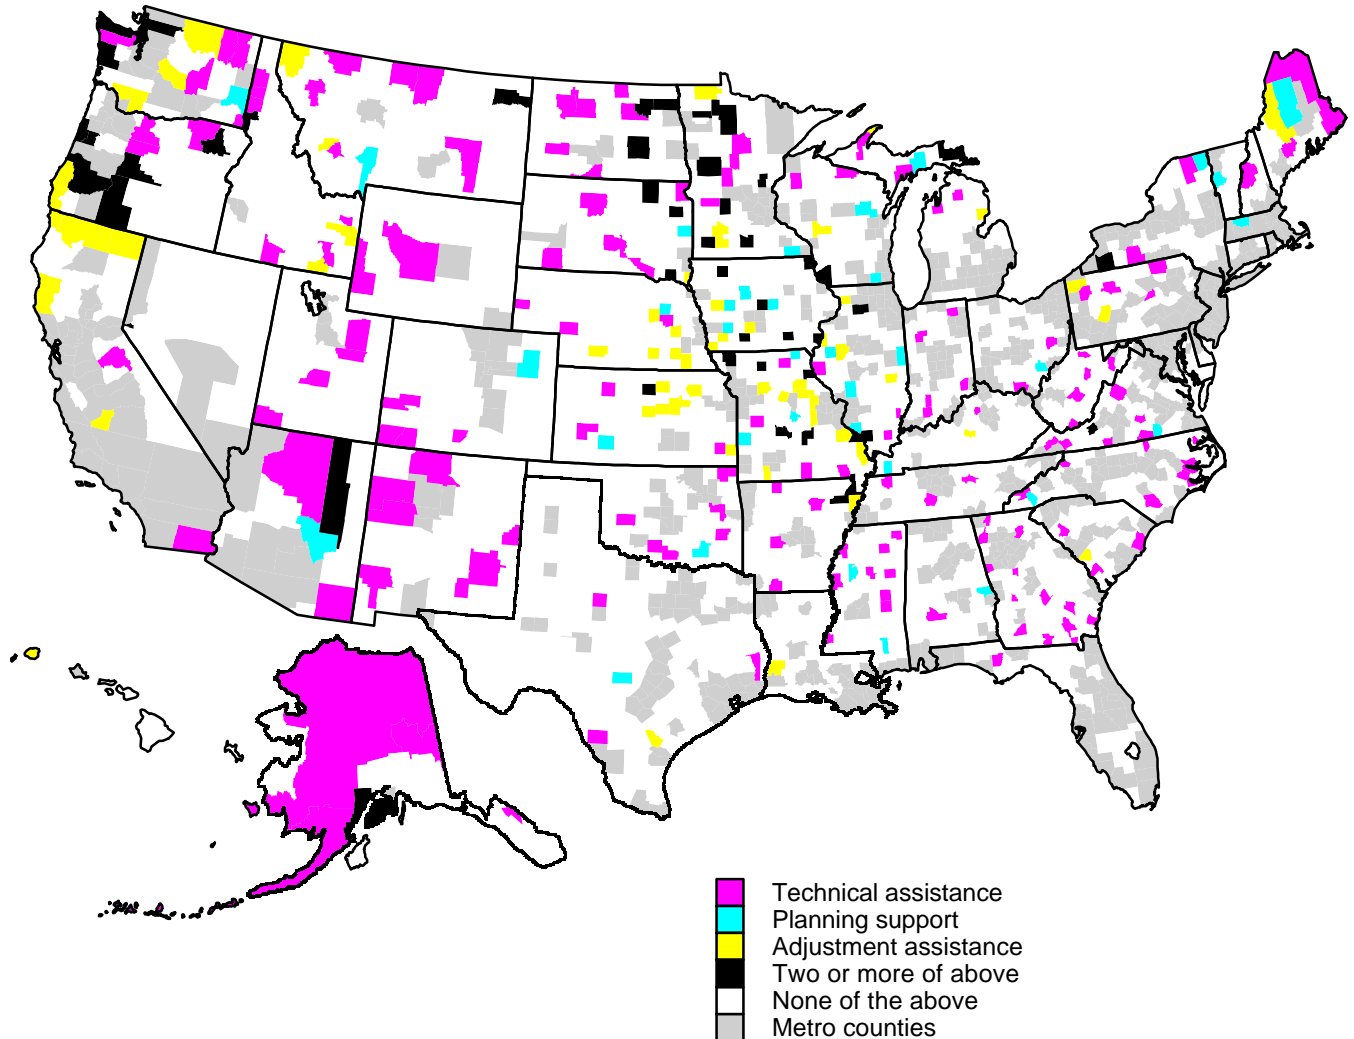 Technical assistance
Planning support
Adjustment assistance
Two or more of above
None of the above
Metro counties